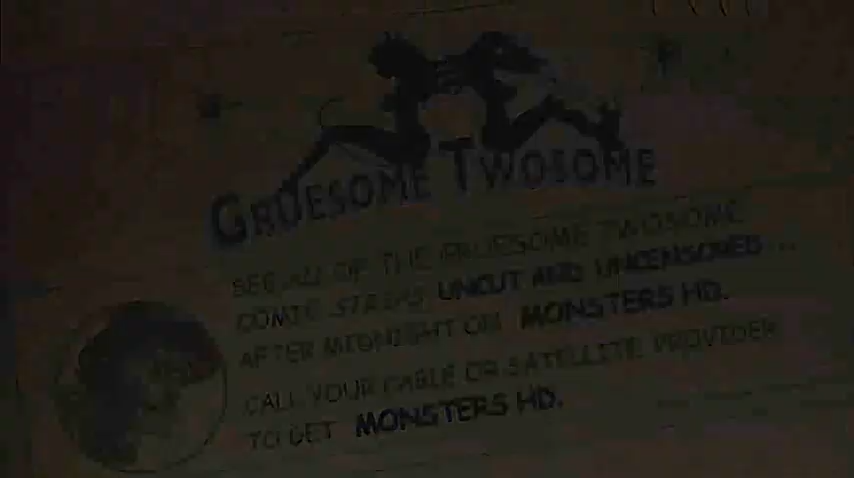 GRUESOME TWOSOME
SEE ALL OF THE GRUESOME TWOSOME
COMIC STRIPS UNCUT AND UNCENSORED ...
AFTER MIDNIGHT ON MONSTERS HD.
CALL YOUR CABLE OR SATELLITE PROVIDER
TO GET MONSTERS HD.